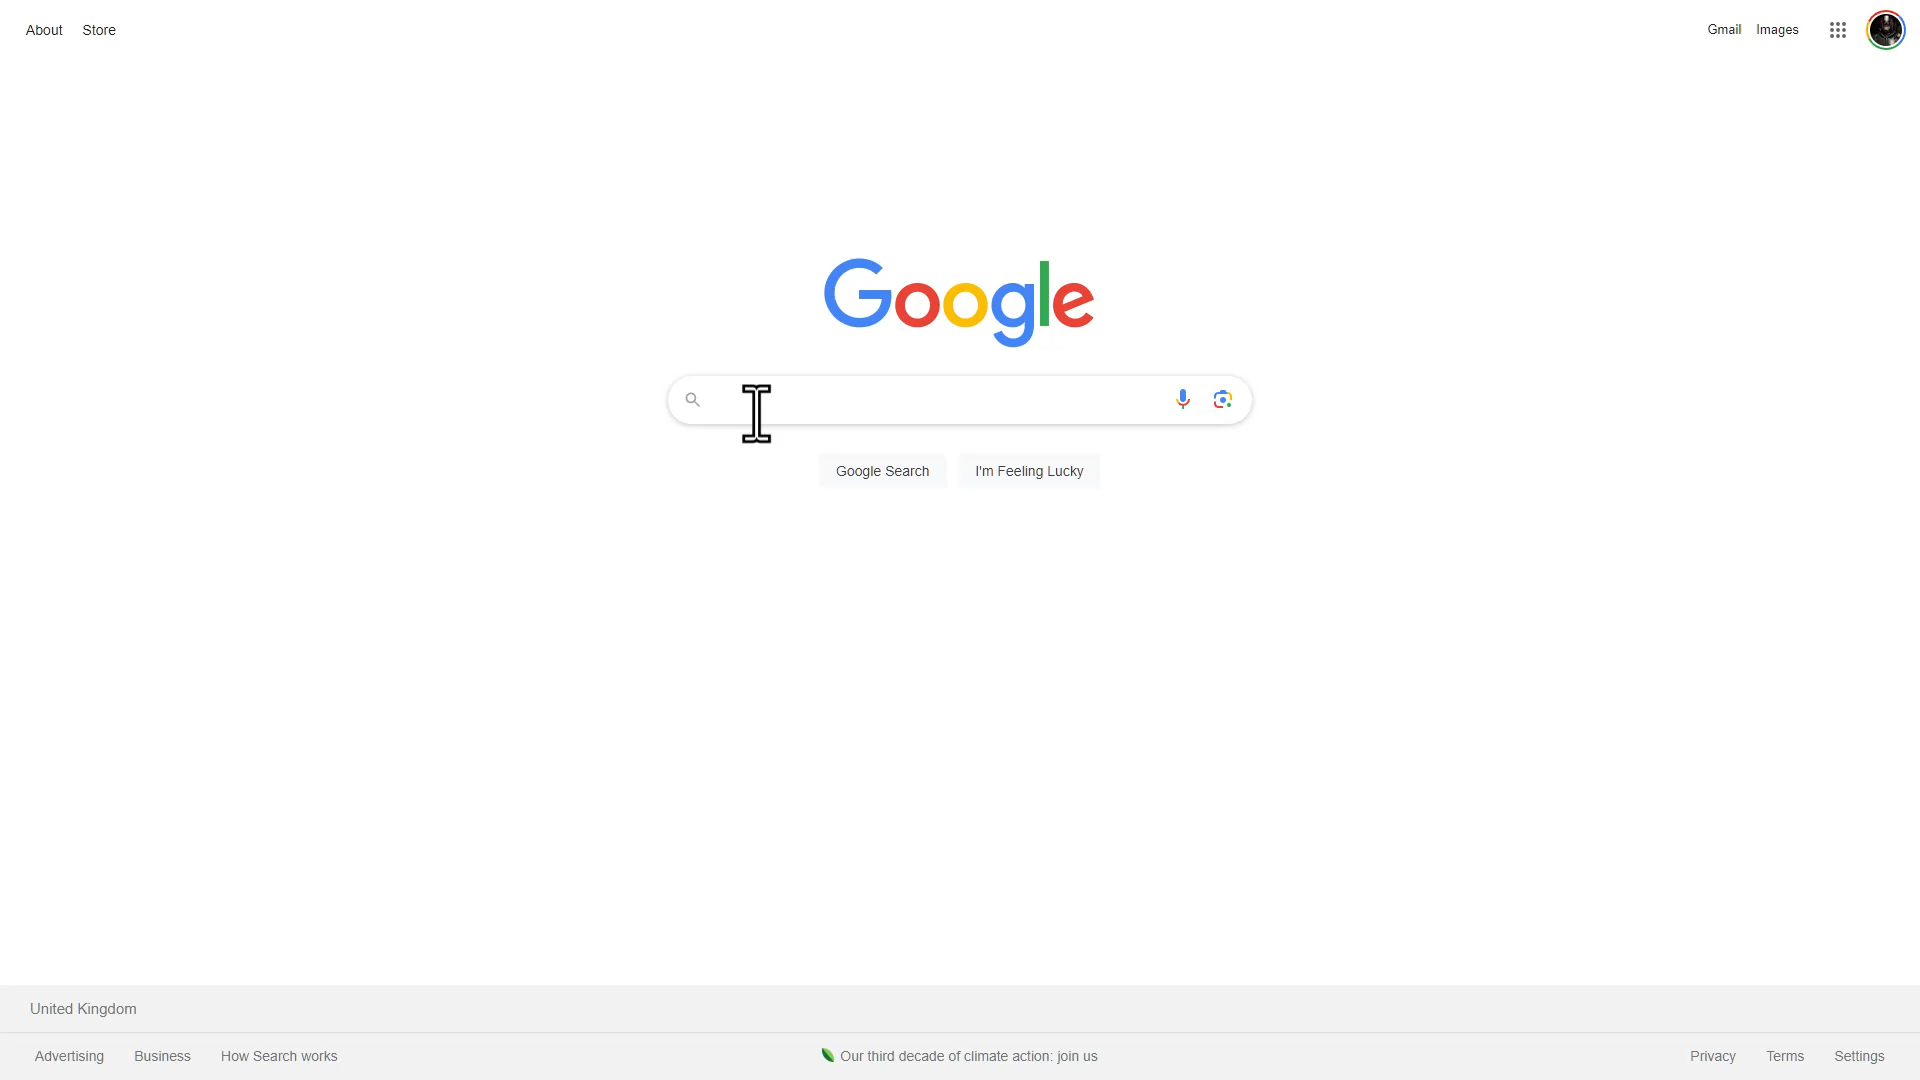 About Store
Gmail Images
Google
Google Search I'm Feeling Lucky
United Kingdom
Advertising Business How Search works
Our third decade of climate action: join us
Privacy Terms Settings